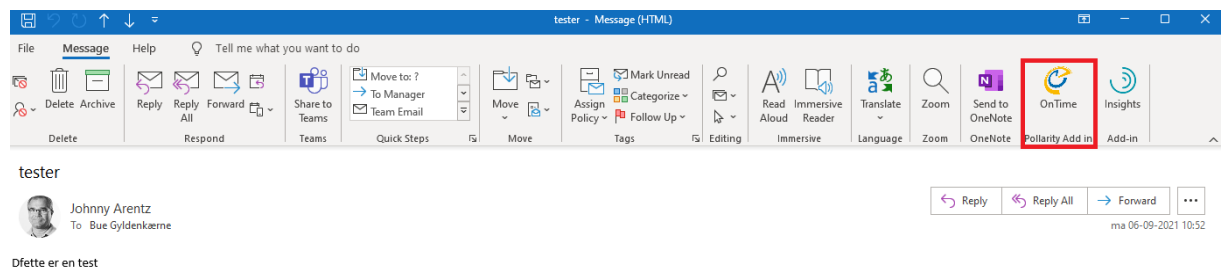 tester - Message (HTML)
File Message Help Tell me what you want to do
Delete Archive
Reply Reply All Forward
Share to Teams
Move to: ?
To Manager
Team Email
Move
Assign Policy
Mark Unread
Categorize
Follow Up
Read Aloud
Immersive Reader
Translate
Zoom
Send to OneNote
OnTime
Insights
Delete Respond Teams Quick Steps Move Tags Editing Immersive Language Zoom OneNote Pollarity Add in Add-in
tester
Johnny Arentz
To Bue Gyldenkærne
Reply Reply All Forward
ma 06-09-2021 10:52
Dfette er en test